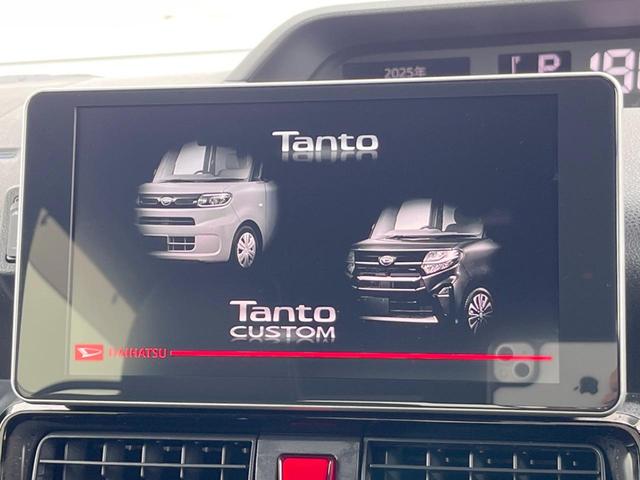 2025年
P
Tanto
Tanto
CUSTOM
DAIHATSU